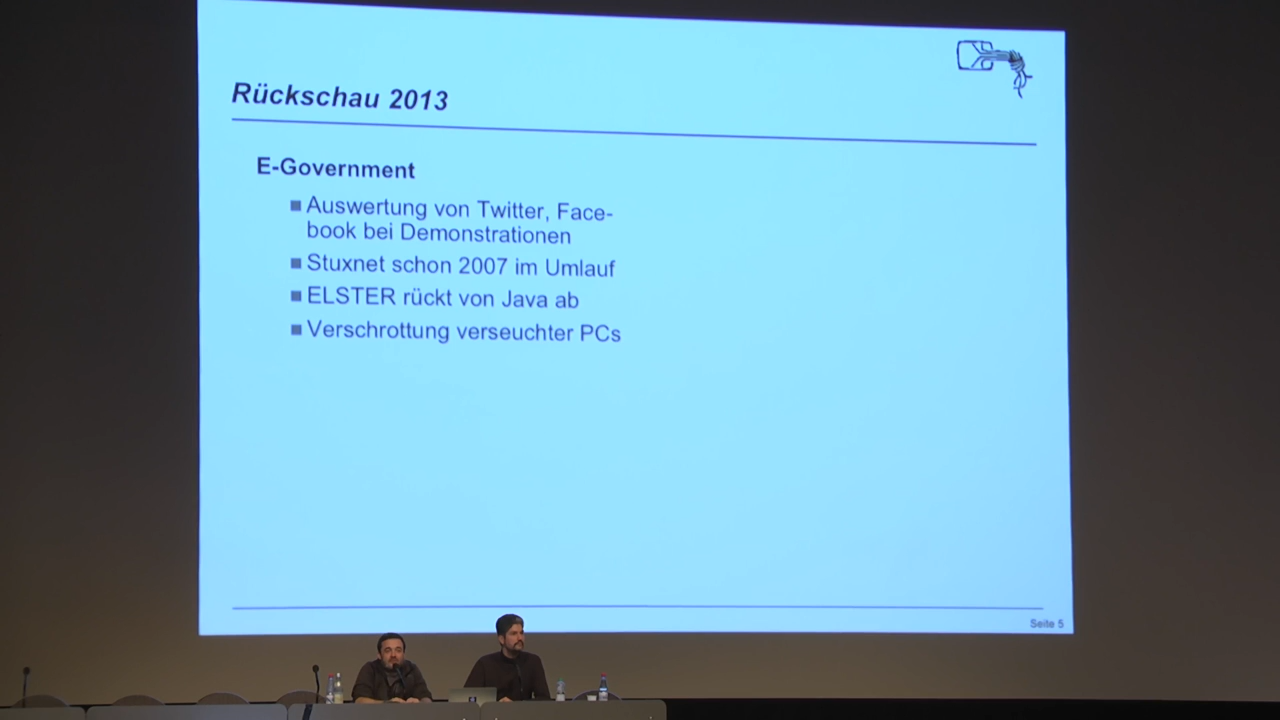 Rückschau 2013
E-Government
Auswertung von Twitter, Face-
book bei Demonstrationen
Stuxnet schon 2007 im Umlauf
ELSTER rückt von Java ab
Verschrottung verseuchter PCs
Seite 5